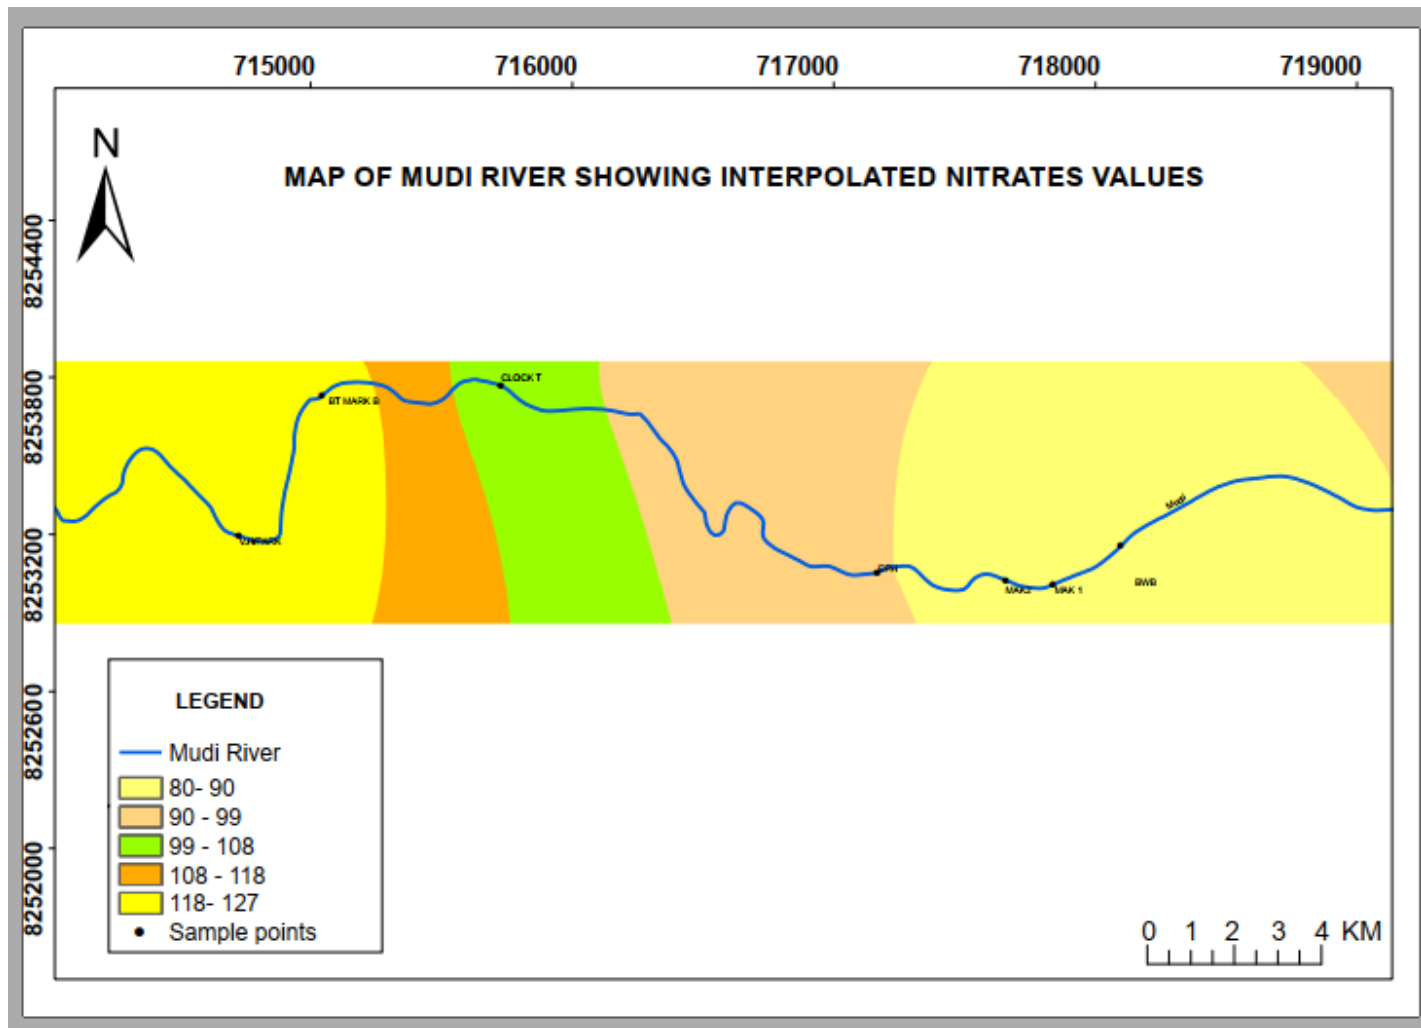 715000 716000 717000 718000 719000
N
MAP OF MUDI RIVER SHOWING INTERPOLATED NITRATES VALUES
8254400
8253800
8253200
8252600
8252000
CLOCK T
BT MARK B
Mudi
MAK2
MAK 1
BWB
LEGEND
Mudi River
80- 90
90 - 99
99 - 108
108 - 118
118- 127
Sample points
0 1 2 3 4 KM